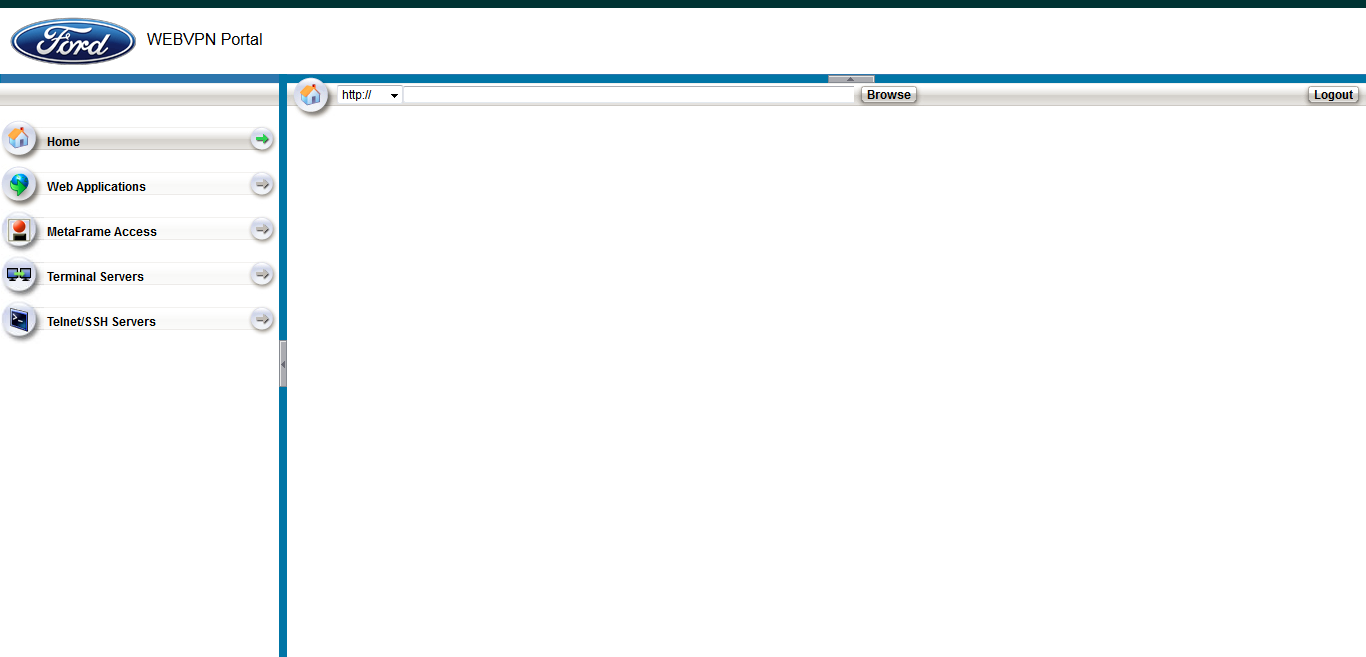 Ford
WEBVPN Portal
http://
Browse
Logout
Home
Web Applications
MetaFrame Access
Terminal Servers
Telnet/SSH Servers